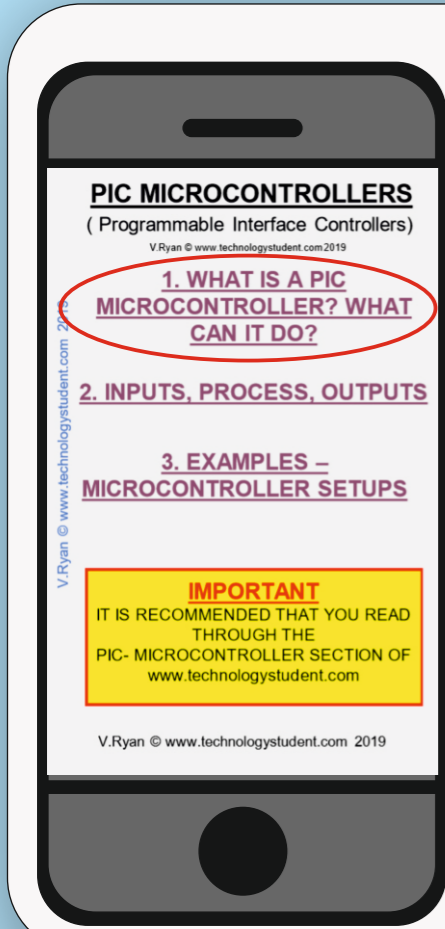 PIC MICROCONTROLLERS
( Programmable Interface Controllers)
V.Ryan © www.technologystudent.com 2019
1. WHAT IS A PIC
MICROCONTROLLER? WHAT
CAN IT DO?
2. INPUTS, PROCESS, OUTPUTS
3. EXAMPLES –
MICROCONTROLLER SETUPS
V.Ryan © www.technologystudent.com 2019
IMPORTANT
IT IS RECOMMENDED THAT YOU READ
THROUGH THE
PIC- MICROCONTROLLER SECTION OF
www.technologystudent.com
V.Ryan © www.technologystudent.com 2019